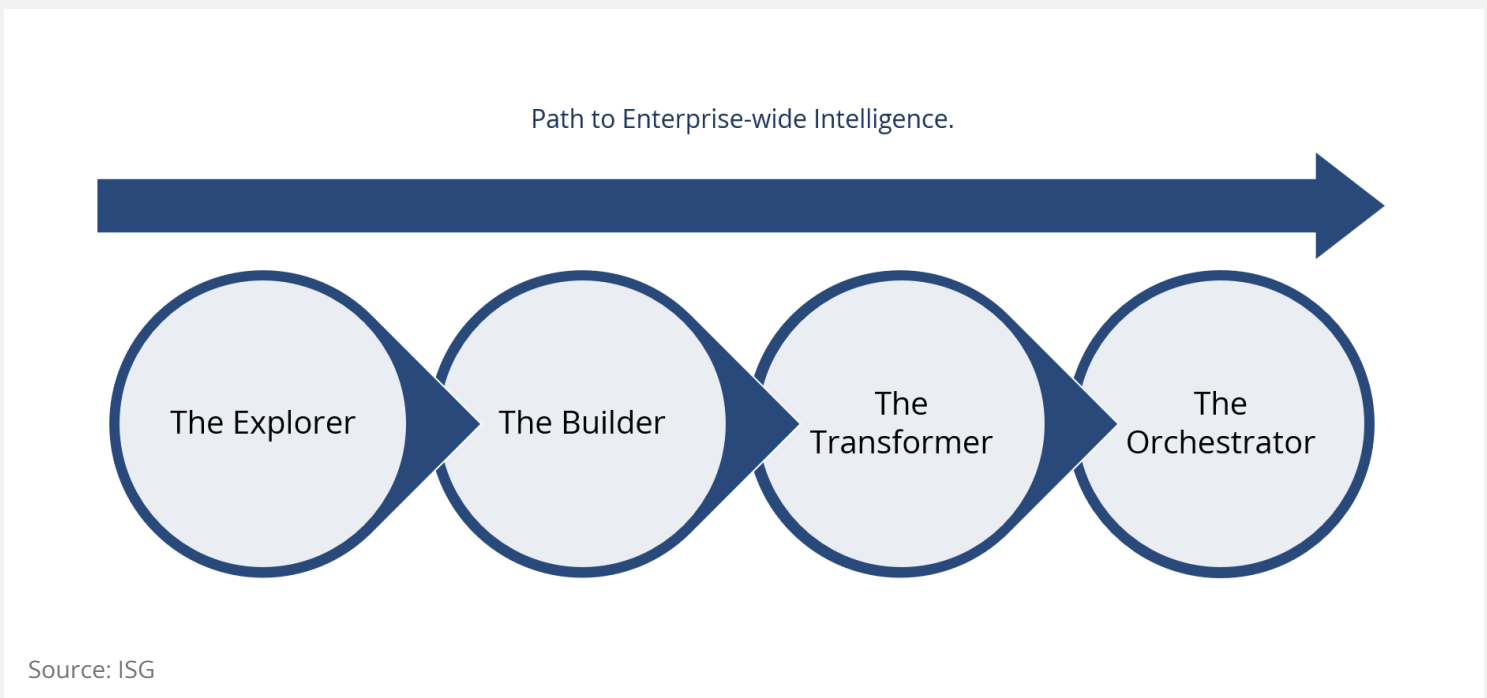 Path to Enterprise-wide Intelligence.
The Explorer
The Builder
The
Transformer
The
Orchestrator
Source: ISG